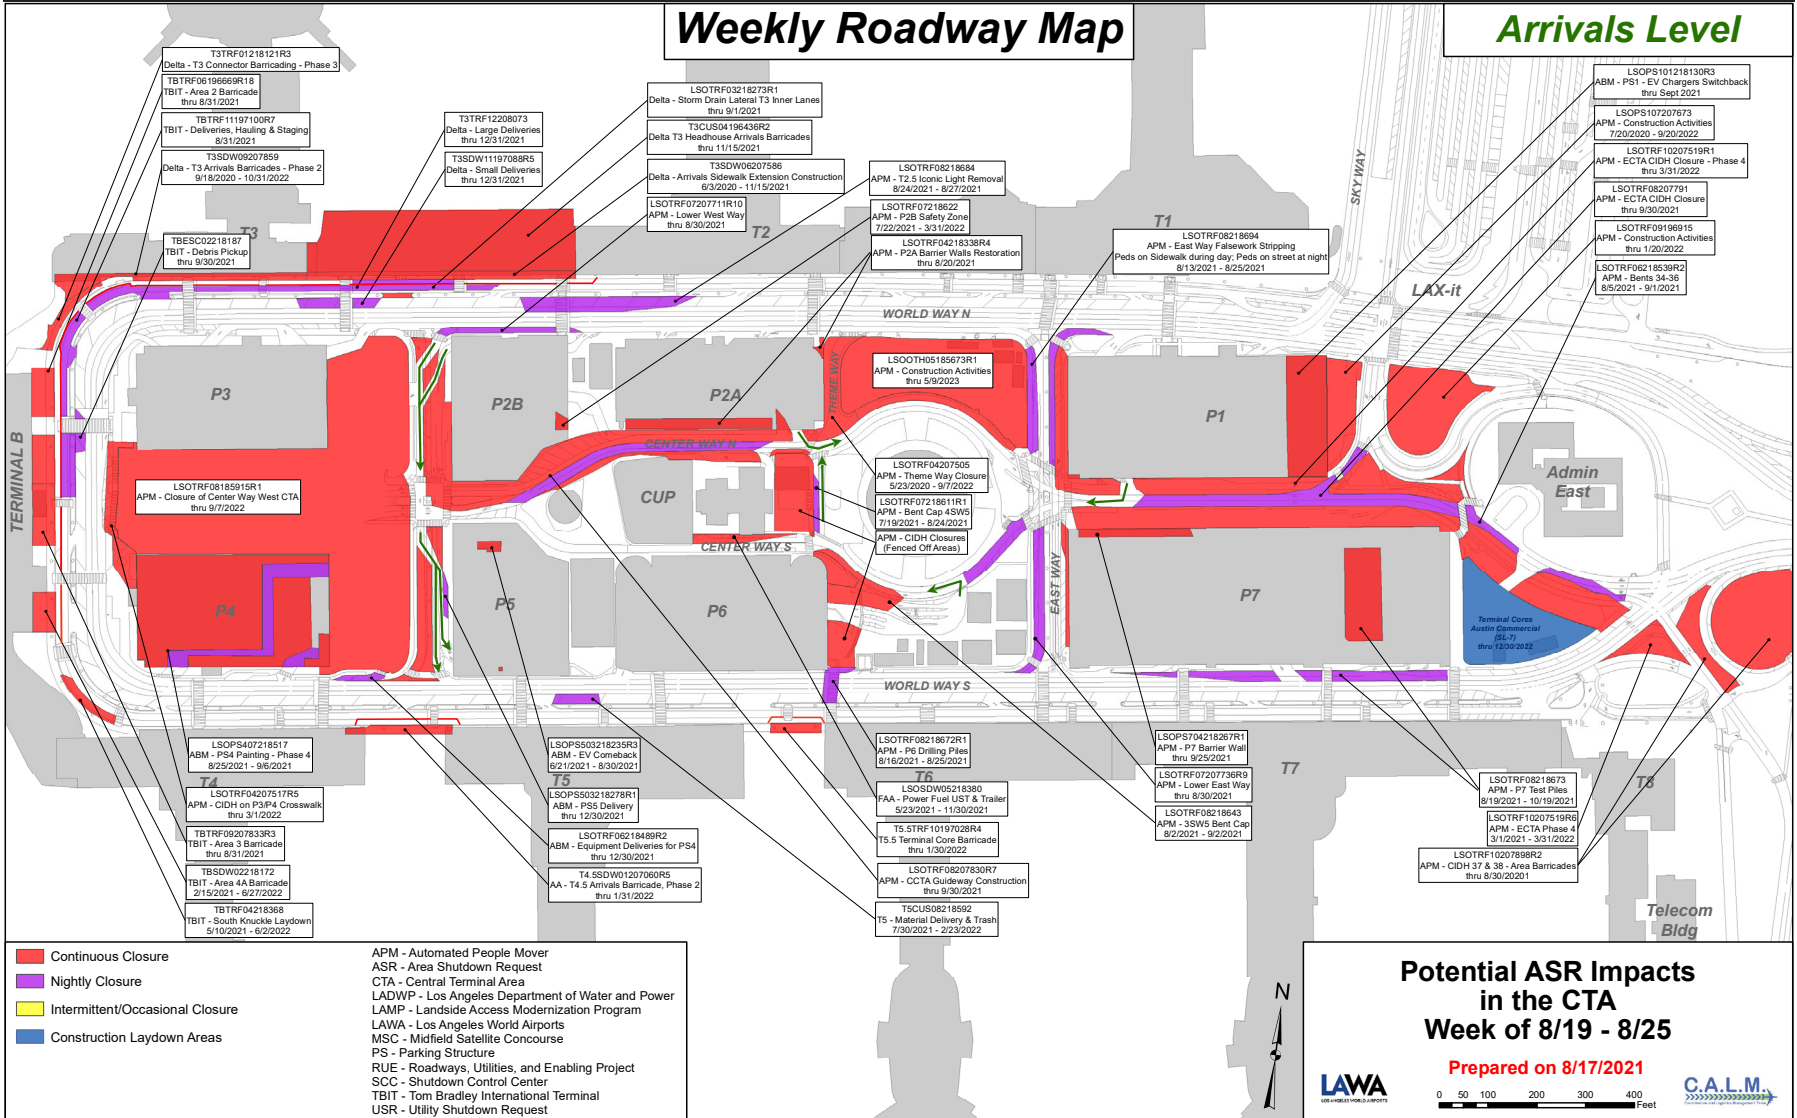 Weekly Roadway Map
Arrivals Level
T3TRF01218121R3
Delta - T3 Connector Barricading - Phase 3
TBTRF06196669R18
TBIT - Area 2 Barricade
thru 8/31/2021
TBTRF11197100R7
TBIT - Deliveries, Hauling & Staging
8/31/2021
T3SDW09207859
Delta - T3 Arrivals Barricades - Phase 2
9/18/2020 - 10/31/2022
TBESC02218187
TBIT - Debris Pickup
thru 9/30/2021
T3TRF12208073
Delta - Large Deliveries
thru 12/31/2021
T3SDW11197088R5
Delta - Small Deliveries
thru 12/31/2021
LSOTRF03218273R1
Delta - Storm Drain Lateral T3 Inner Lanes
thru 9/1/2021
T3CUS04196436R2
Delta T3 Headhouse Arrivals Barricades
thru 11/15/2021
T3SDW06207586
Delta - Arrivals Sidewalk Extension Construction
6/3/2020 - 11/15/2021
LSOTRF07207711R10
APM - Lower West Way
thru 8/30/2021
LSOTRF08218684
APM - T2.5 Iconic Light Removal
8/24/2021 - 8/27/2021
LSOTRF07218622
APM - P2B Safety Zone
7/22/2021 - 3/31/2022
LSOTRF04218338R4
APM - P2A Barrier Walls Restoration
thru 8/20/2021
LSOTRF08218694
APM - East Way Falsework Stripping
Peds on Sidewalk during day; Peds on street at night
8/13/2021 - 8/25/2021
LSOPS101218130R3
ABM - PS1 - EV Chargers Switchback
thru Sept 2021
LSOPS107207673
APM - Construction Activities
7/20/2020 - 9/20/2022
LSOTRF10207519R1
APM - ECTA CIDH Closure - Phase 4
thru 3/31/2022
LSOTRF08207791
APM - ECTA CIDH Closure
thru 9/30/2021
LSOTRF09196915
APM - Construction Activities
thru 1/20/2022
LSOTRF06218539R2
APM - Bents 34-36
8/5/2021 - 9/1/2021
T3
T2
T1
SKY WAY
LAX-it
WORLD WAY N
P3
P2B
P2A
THEME WAY
LSOOTH05185673R1
APM - Construction Activities
thru 5/9/2023
P1
CENTER WAY N
TERMINAL B
LSOTRF08185915R1
APM - Closure of Center Way West CTA
thru 9/7/2022
CUP
LSOTRF04207505
APM - Theme Way Closure
5/23/2020 - 9/7/2022
LSOTRF07218611R1
APM - Bent Cap 4SW5
7/19/2021 - 8/24/2021
APM - CIDH Closures
(Fenced Off Areas)
Admin
East
CENTER WAY S
EAST WAY
P4
P5
P6
P7
Terminal Cores
Austin Commercial
(SL-7)
thru 12/30/2022
WORLD WAY S
LSOPS407218517
ABM - PS4 Painting - Phase 4
8/25/2021 - 9/6/2021
T4
LSOTRF04207517R5
APM - CIDH on P3/P4 Crosswalk
thru 3/1/2022
TBTRF09207833R3
TBIT - Area 3 Barricade
thru 8/31/2021
TBSDW02218172
TBIT - Area 4A Barricade
2/15/2021 - 6/27/2022
TBTRF04218368
TBIT - South Knuckle Laydown
5/10/2021 - 6/2/2022
LSOPS503218235R3
ABM - EV Comeback
6/21/2021 - 8/30/2021
T5
LSOPS503218278R1
ABM - PS5 Delivery
thru 12/30/2021
LSOTRF06218489R2
ABM - Equipment Deliveries for PS4
thru 12/30/2021
T4.5SDW01207060R5
AA - T4.5 Arrivals Barricade, Phase 2
thru 1/31/2022
LSOTRF08218672R1
APM - P6 Drilling Piles
8/16/2021 - 8/25/2021
T6
LSOSDW05218380
FAA - Power Fuel UST & Trailer
5/23/2021 - 11/30/2021
T5.5TRF10197028R4
T5.5 Terminal Core Barricade
thru 1/30/2022
LSOTRF08207830R7
APM - CCTA Guideway Construction
thru 9/30/2021
T5CUS08218592
T5 - Material Delivery & Trash
7/30/2021 - 2/23/2022
LSOPS704218267R1
APM - P7 Barrier Wall
thru 9/25/2021
LSOTRF07207736R9
APM - Lower East Way
thru 8/30/2021
LSOTRF08218643
APM - 3SW5 Bent Cap
8/2/2021 - 9/2/2021
T7
LSOTRF08218673
APM - P7 Test Piles
8/19/2021 - 10/19/2021
T8
LSOTRF10207519R6
APM - ECTA Phase 4
3/1/2021 - 3/31/2022
LSOTRF10207898R2
APM - CIDH 37 & 38 - Area Barricades
thru 8/30/20201
Telecom
Bldg
Continuous Closure
Nightly Closure
Intermittent/Occasional Closure
Construction Laydown Areas
APM - Automated People Mover
ASR - Area Shutdown Request
CTA - Central Terminal Area
LADWP - Los Angeles Department of Water and Power
LAMP - Landside Access Modernization Program
LAWA - Los Angeles World Airports
MSC - Midfield Satellite Concourse
PS - Parking Structure
RUE - Roadways, Utilities, and Enabling Project
SCC - Shutdown Control Center
TBIT - Tom Bradley International Terminal
USR - Utility Shutdown Request
N
Potential ASR Impacts
in the CTA
Week of 8/19 - 8/25
Prepared on 8/17/2021
LAWA
LOS ANGELES WORLD AIRPORTS
0 50 100 200 300 400
Feet
C.A.L.M.